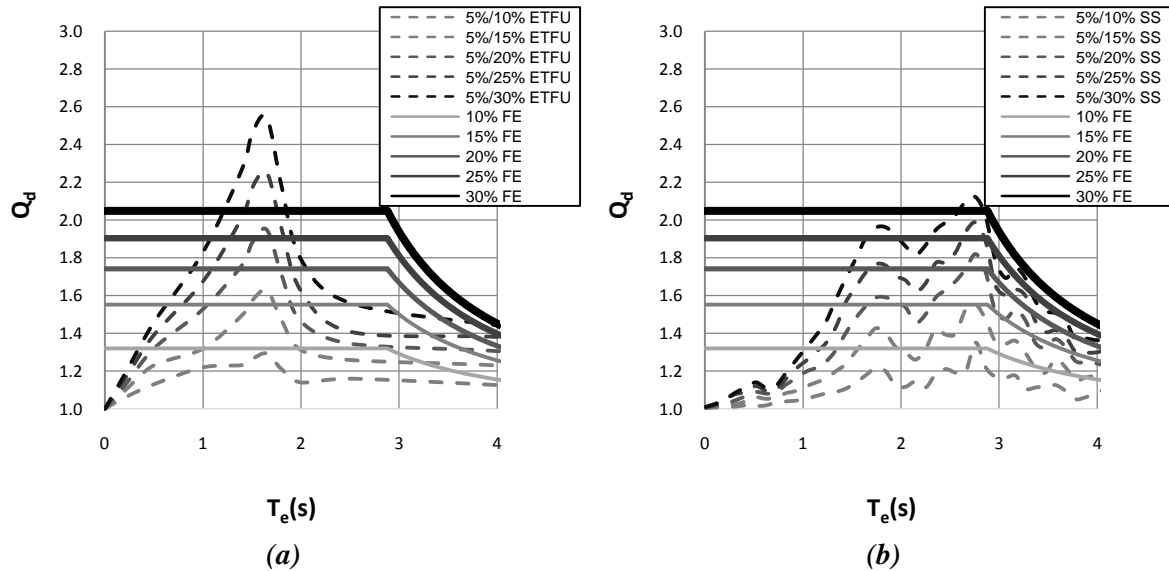 3.0
2.8
2.6
2.4
2.2
2.0
1.8
1.6
1.4
1.2
1.0
Qd
0 1 2 3 4
Te(s)
5%/10% ETFU
5%/15% ETFU
5%/20% ETFU
5%/25% ETFU
5%/30% ETFU
10% FE
15% FE
20% FE
25% FE
30% FE
(a)
3.0
2.8
2.6
2.4
2.2
2.0
1.8
1.6
1.4
1.2
1.0
Qd
0 1 2 3 4
Te(s)
5%/10% SS
5%/15% SS
5%/20% SS
5%/25% SS
5%/30% SS
10% FE
15% FE
20% FE
25% FE
30% FE
(b)